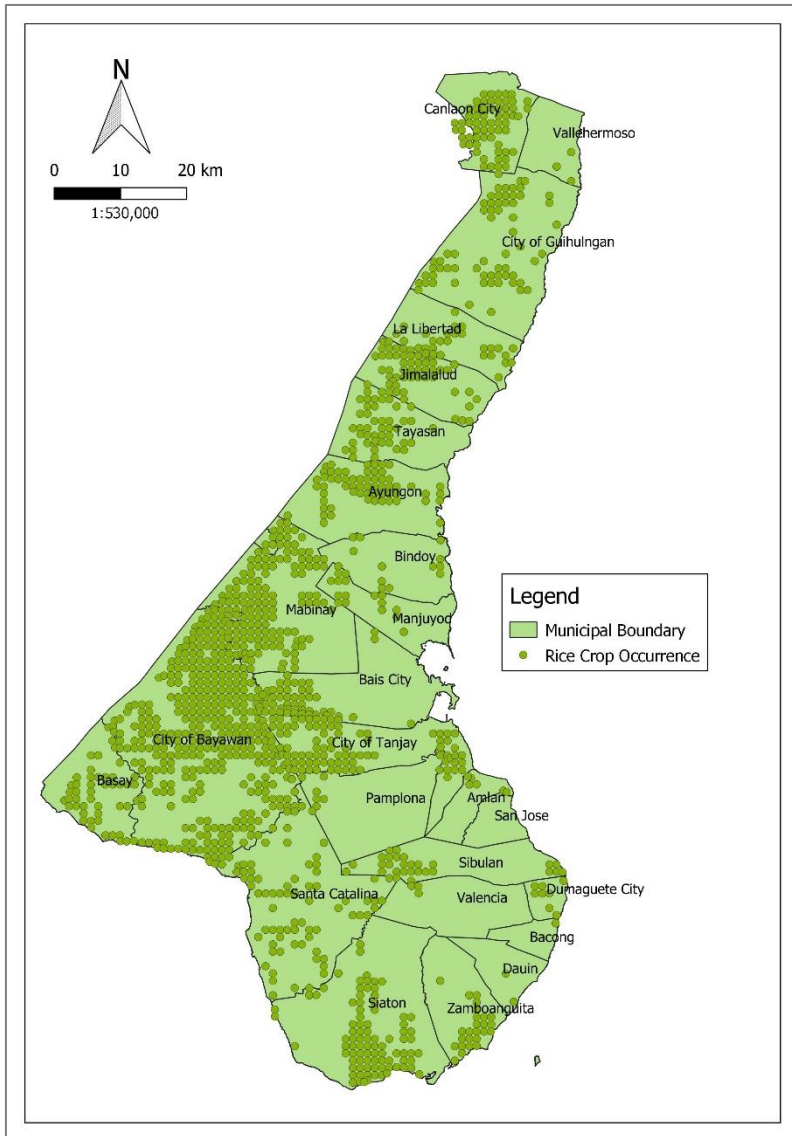 N
0 10 20 km
1:530,000
Canlaon City
Vallehermoso
City of Guihulngan
La Libertad
Jimalalud
Tayasan
Ayungon
Bindoy
Legend
Municipal Boundary
Rice Crop Occurrence
Mabinay
Manjuyod
Bais City
City of Bayawan
City of Tanjay
Basay
Pamplona
Amlan
San Jose
Sibulan
Santa Catalina
Valencia
Dumaguete City
Bacong
Dauin
Siaton
Zamboanguita